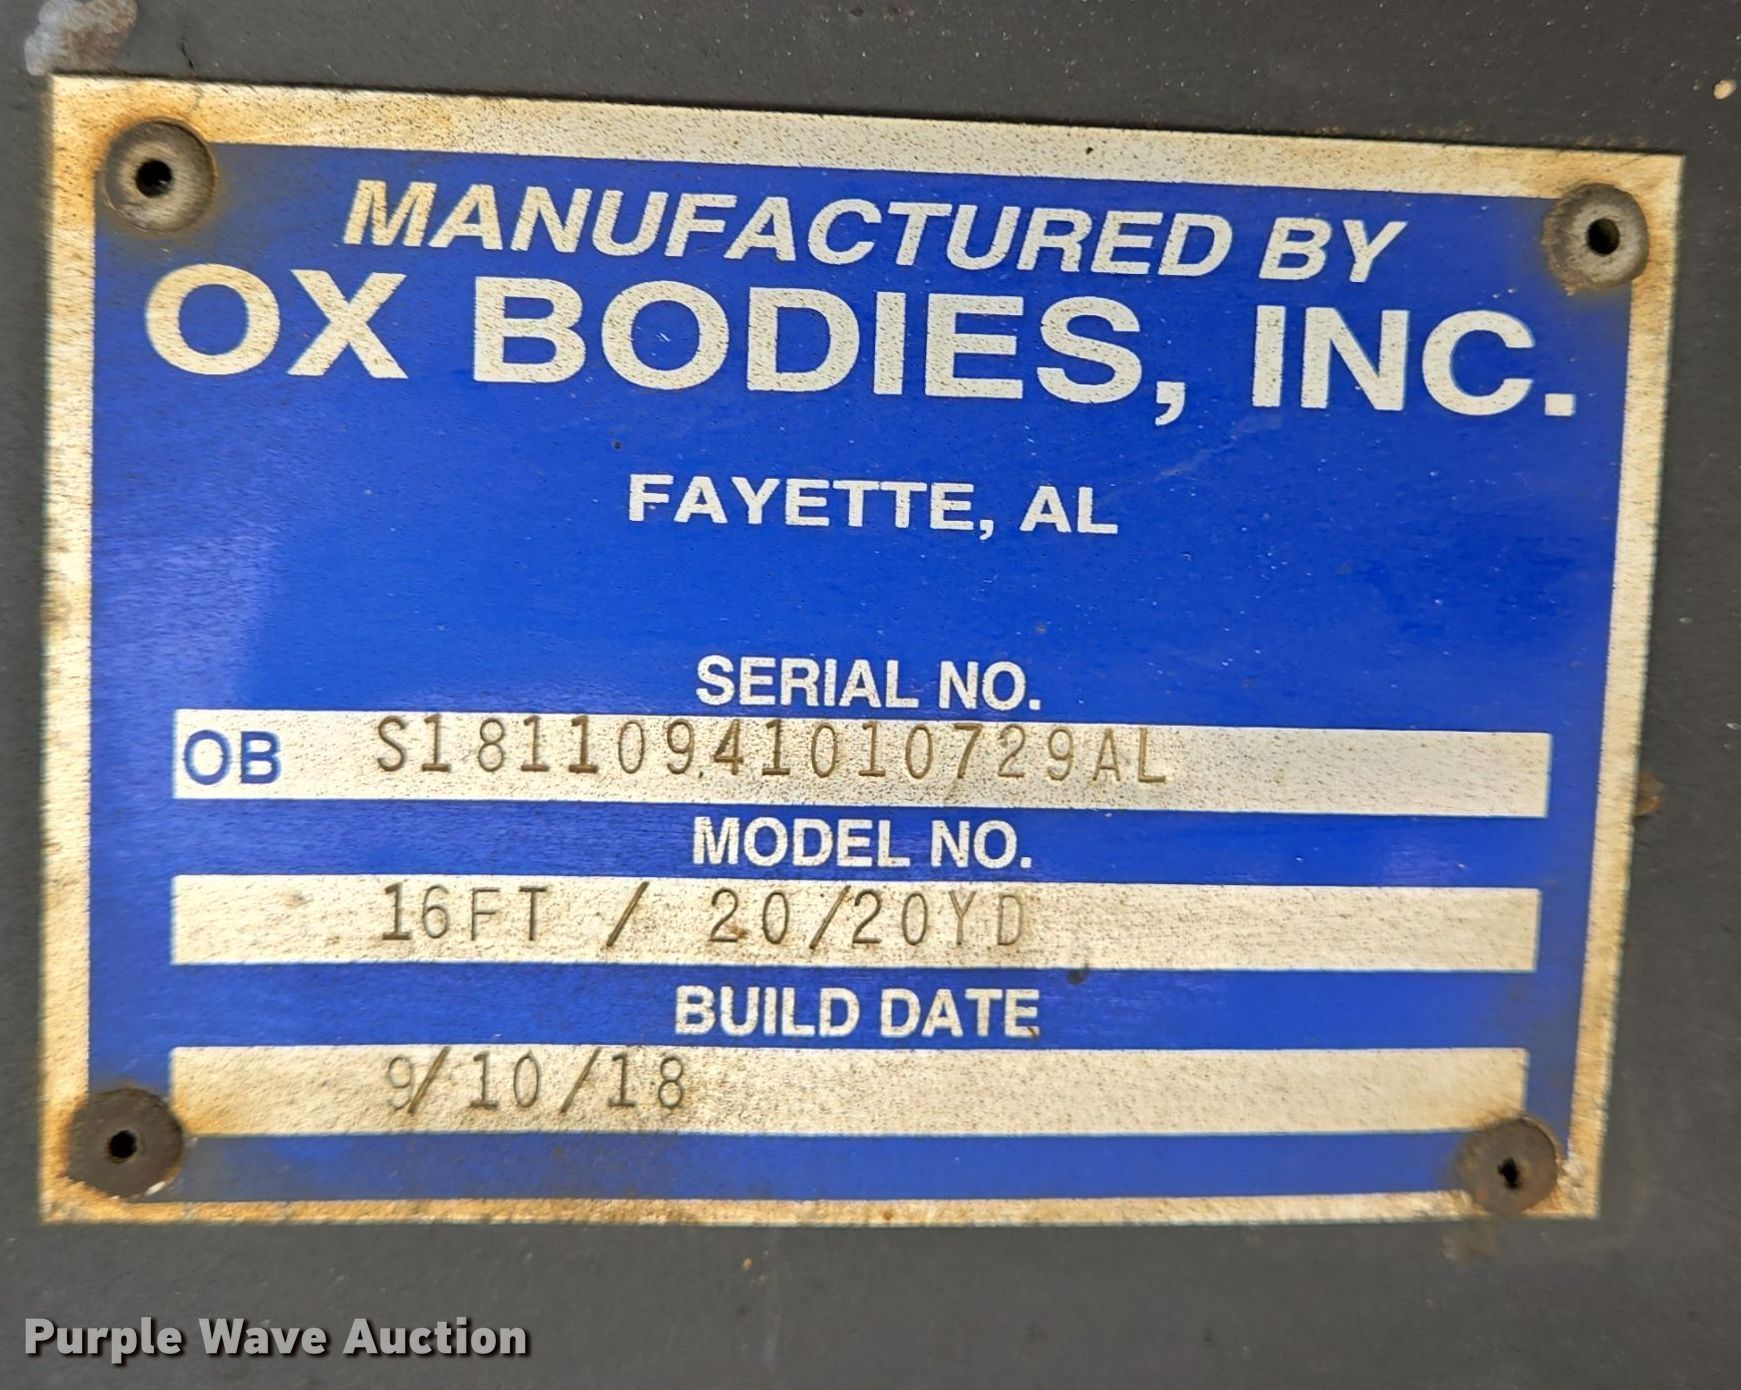 MANUFACTURED BY
OX BODIES, INC.
FAYETTE, AL
SERIAL NO.
OB S18110941010729AL
MODEL NO.
16FT / 20/20YD
BUILD DATE
9/10/18
Purple Wave Auction